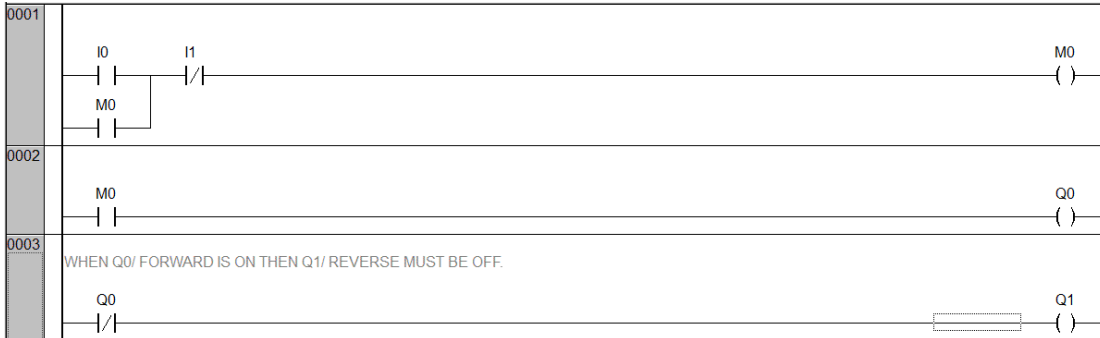 0001
I0 I1 M0
M0
0002
M0 Q0
0003
WHEN Q0/ FORWARD IS ON THEN Q1/ REVERSE MUST BE OFF.
Q0 Q1